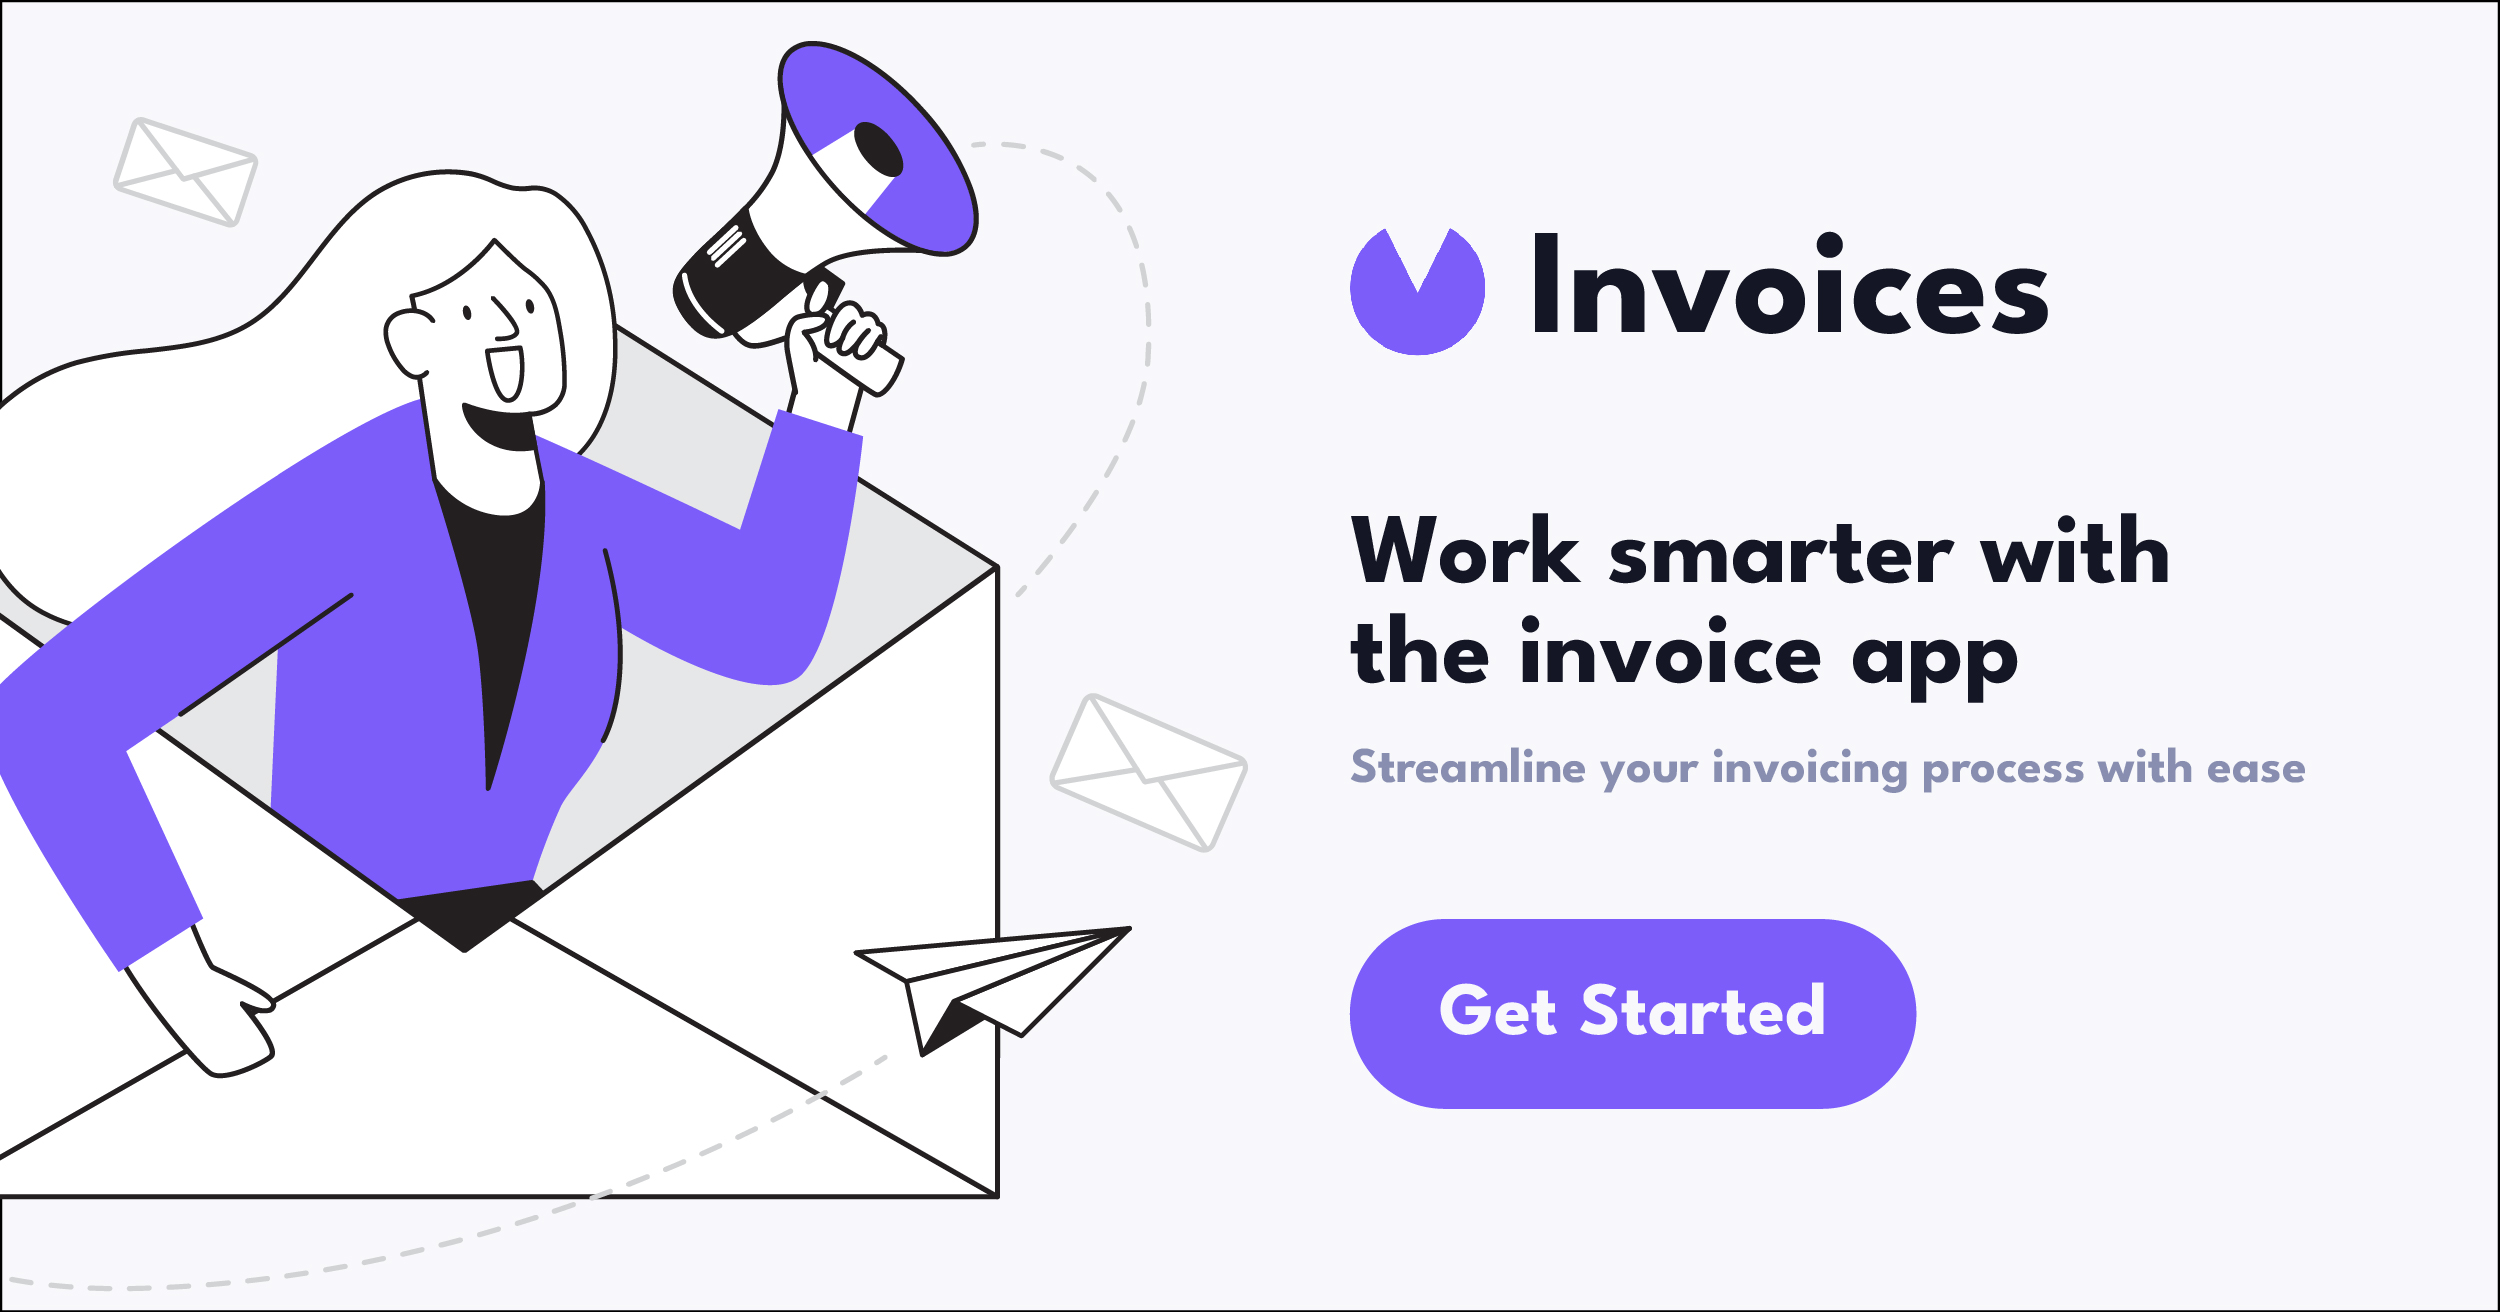 Invoices
Work smarter with
the invoice app
Streamline your invoicing process with ease
Get Started